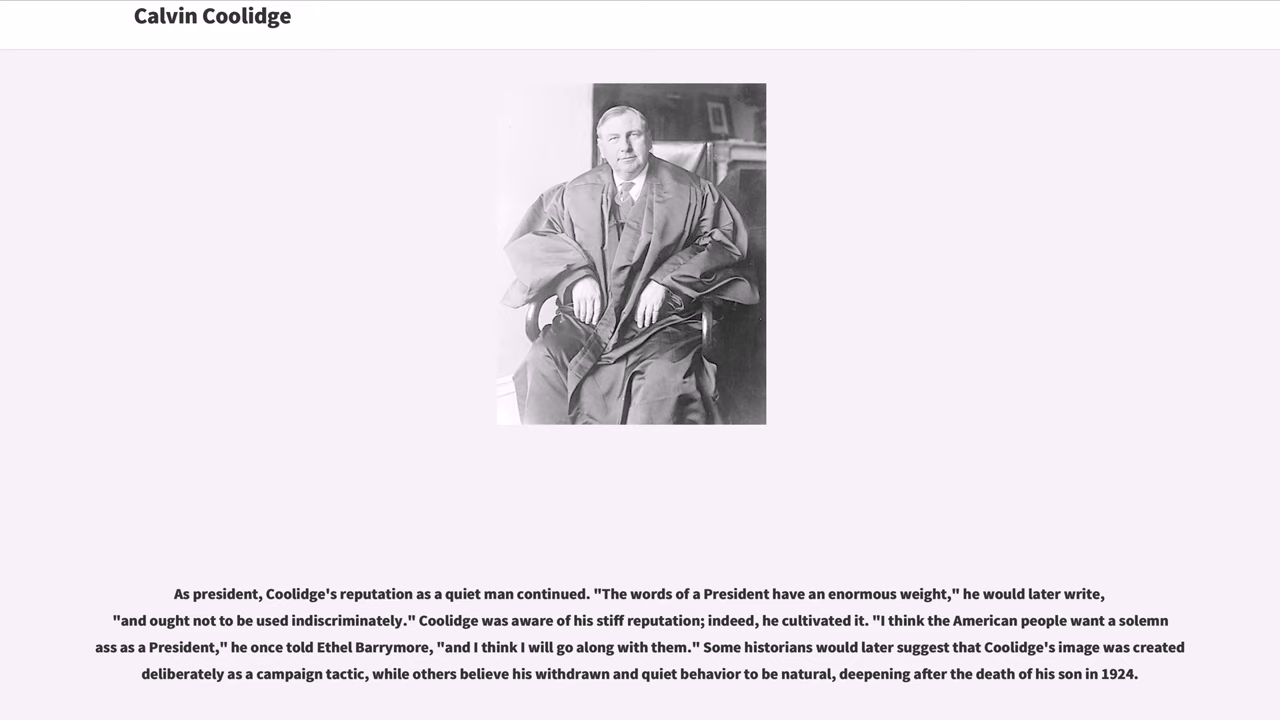 Calvin Coolidge
As president, Coolidge's reputation as a quiet man continued. "The words of a President have an enormous weight," he would later write,
"and ought not to be used indiscriminately." Coolidge was aware of his stiff reputation; indeed, he cultivated it. "I think the American people want a solemn
ass as a President," he once told Ethel Barrymore, "and I think I will go along with them." Some historians would later suggest that Coolidge's image was created
deliberately as a campaign tactic, while others believe his withdrawn and quiet behavior to be natural, deepening after the death of his son in 1924.